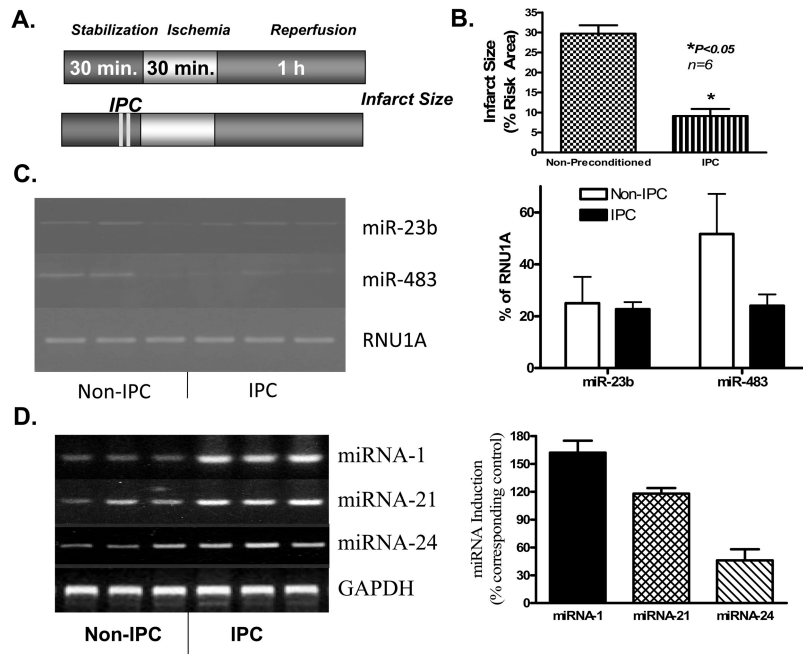 A.
Stabilization Ischemia Reperfusion
30 min. 30 min. 1 h
IPC
Infarct Size
B.
Infarct Size
(% Risk Area)
35
30
25
20
15
10
5
0
*P<0.05
n=6
*
Non-Preconditioned IPC
C.
miR-23b
miR-483
RNU1A
Non-IPC IPC
% of RNU1A
60
40
20
0
Non-IPC
IPC
miR-23b miR-483
D.
miRNA-1
miRNA-21
miRNA-24
GAPDH
Non-IPC IPC
miRNA Induction
(% corresponding control)
180
150
120
90
60
30
0
miRNA-1 miRNA-21 miRNA-24